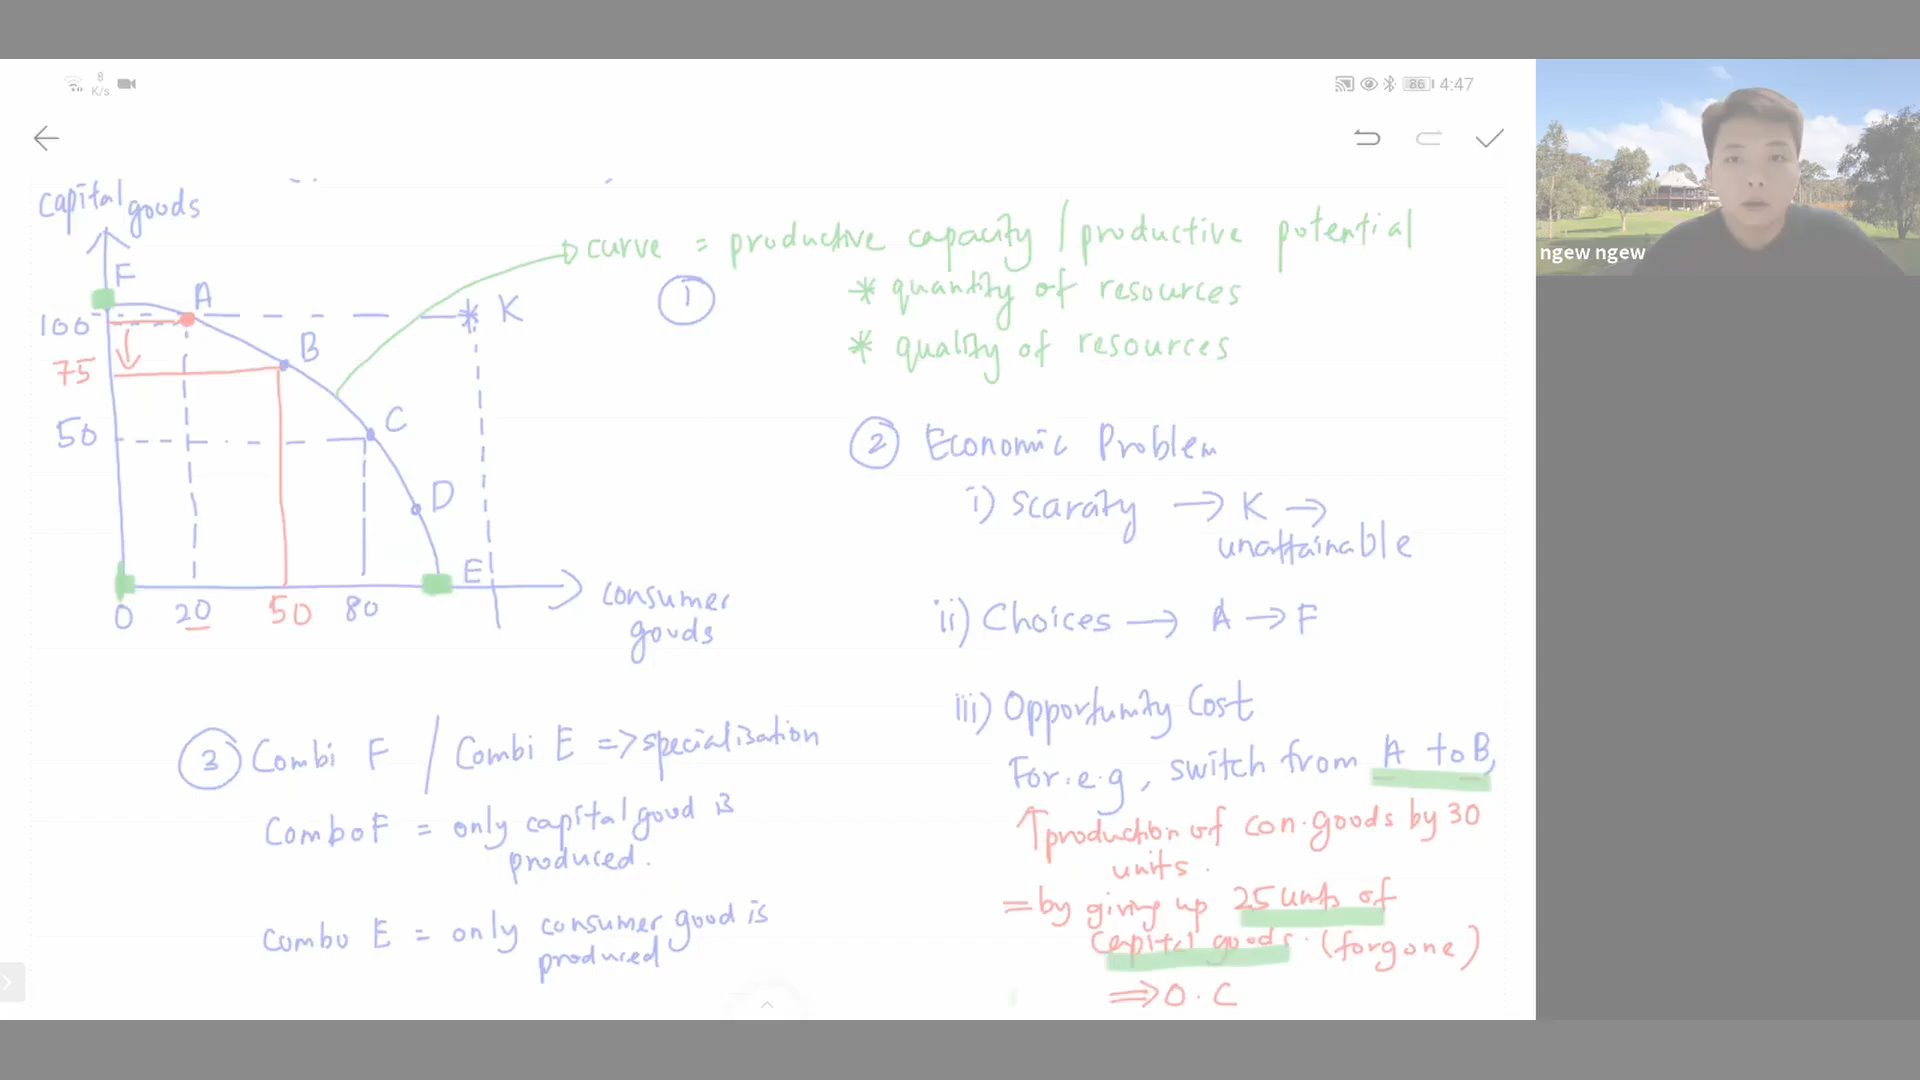 8
K/s
86 4:47
ngew ngew
capital goods
F
A
B
C
D
E
K
100
75
50
0 20 50 80
consumer
goods
curve = productive capacity / productive potential
① * quantity of resources
* quality of resources
② Economic Problem
i) Scarcity → K →
unattainable
ii) Choices → A → F
iii) Opportunity Cost
For.e.g, switch from A to B,
↑production of con.goods by 30
units.
= by giving up 25 units of
capital goods. (forgone)
⇒ O.C
③ Combi F / Combi E => specialisation
Combo F = only capital good is
produced.
Combo E = only consumer good is
produced